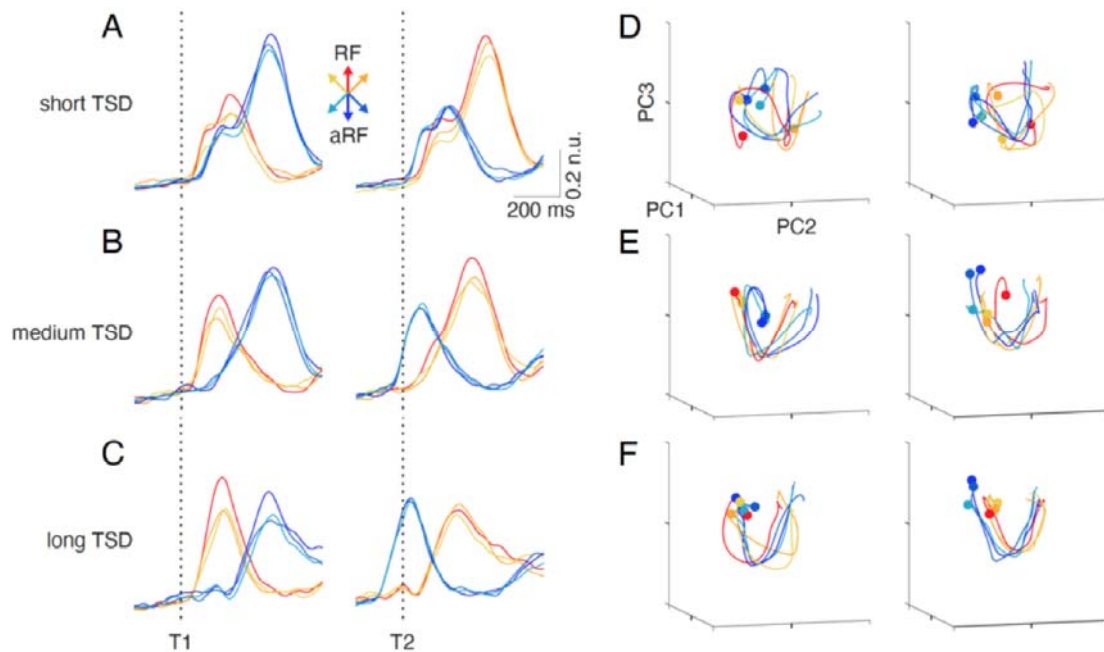 A
D
RF
aRF
short TSD
PC3
0.2 n.u.
200 ms
PC1
PC2
B
E
medium TSD
C
F
long TSD
T1
T2